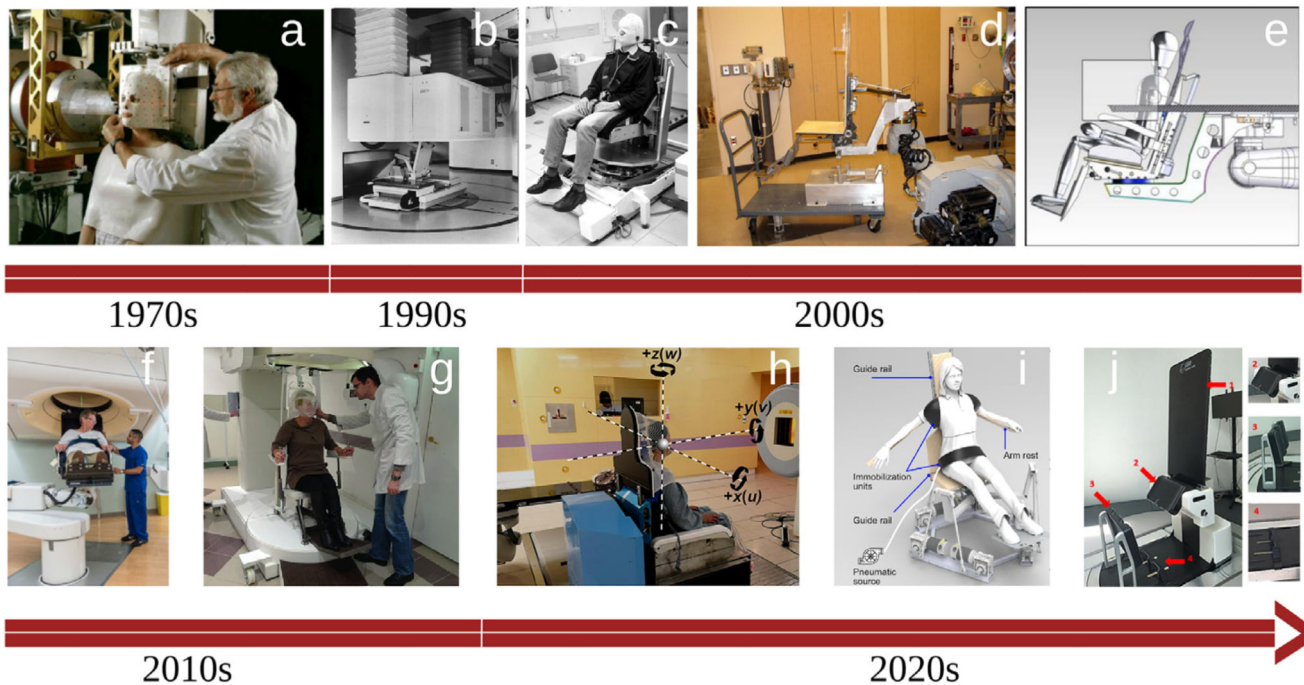 a
b
c
d
e
1970s
1990s
2000s
f
g
h
+z(w)
+y(v)
+x(u)
i
Guide rail
Arm rest
Immobilization
units
Guide rail
Pneumatic
source
j
1
2
3
4
2
3
4
2010s
2020s